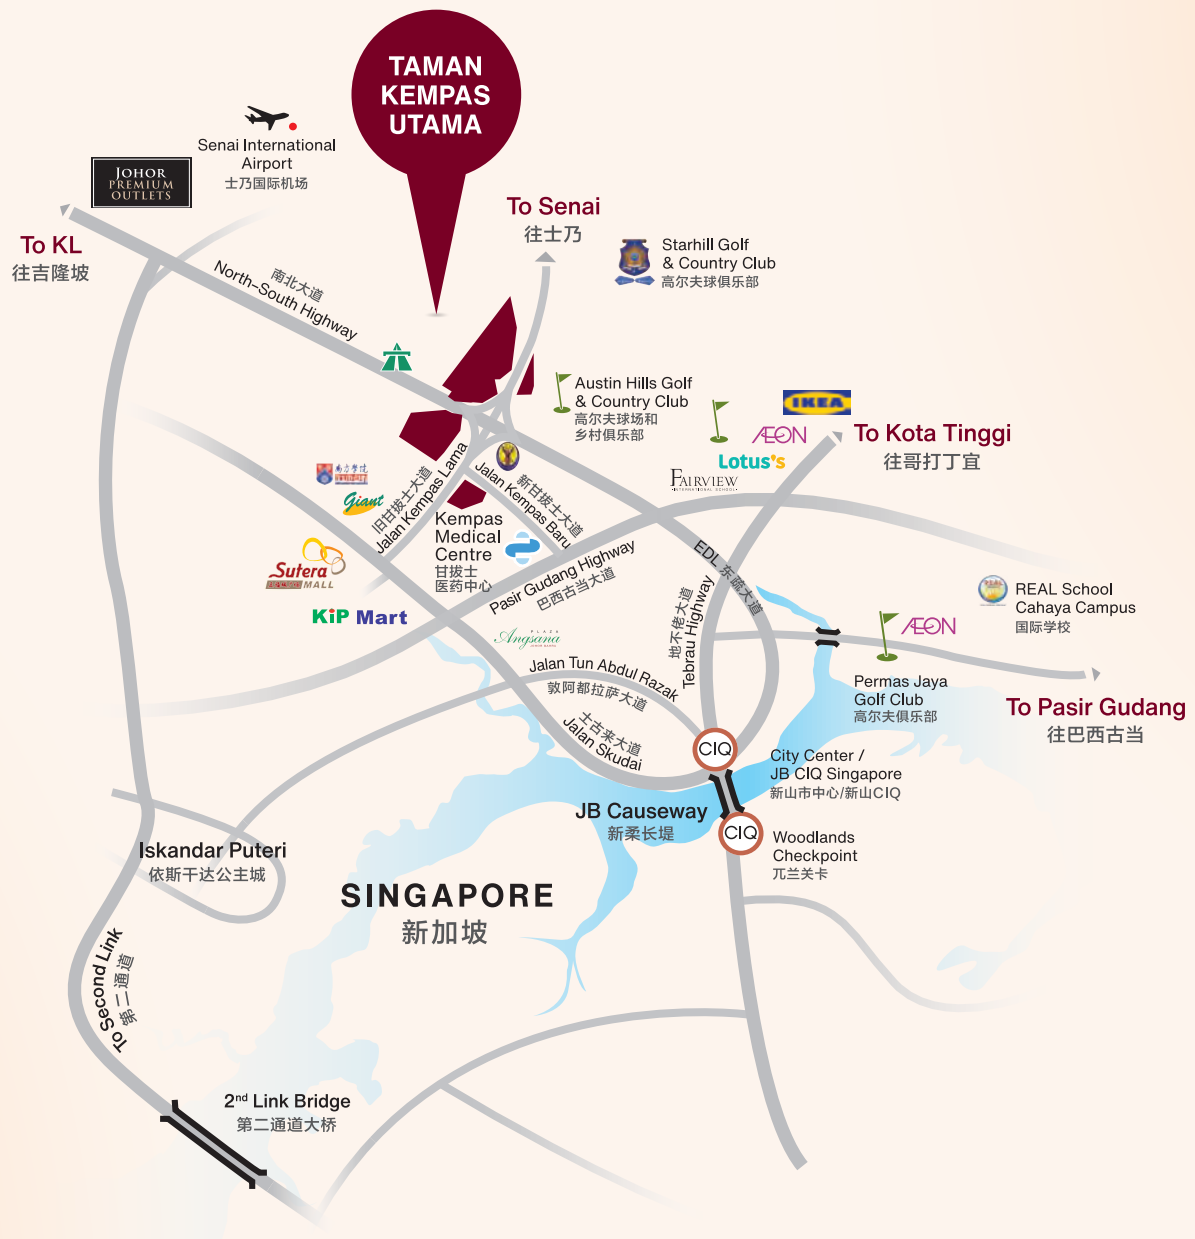 TAMAN
KEMPAS
UTAMA
Senai International
Airport
士乃国际机场
JOHOR
PREMIUM
OUTLETS
To KL
往吉隆坡
To Senai
往士乃
Starhill Golf
& Country Club
高尔夫球俱乐部
南北大道
North–South Highway
Austin Hills Golf
& Country Club
高尔夫球场和
乡村俱乐部
IKEA
AEON
Lotus's
FAIRVIEW
INTERNATIONAL SCHOOL
To Kota Tinggi
往哥打丁宜
南方学院
Giant
旧甘拔士大道
Jalan Kempas Lama
新甘拔士大道
Jalan Kempas Baru
Kempas
Medical
Centre
甘拔士
医药中心
Sutera
MALL
KiP Mart
Pasir Gudang Highway
巴西古当大道
EDL 东疏大道
地不佬大道
Tebrau Highway
REAL School
Cahaya Campus
国际学校
AEON
PLAZA
Angsana
Jalan Tun Abdul Razak
敦阿都拉萨大道
士古来大道
Jalan Skudai
Permas Jaya
Golf Club
高尔夫俱乐部
To Pasir Gudang
往巴西古当
CIQ
City Center /
JB CIQ Singapore
新山市中心/新山CIQ
JB Causeway
新柔长堤
CIQ
Woodlands
Checkpoint
兀兰关卡
Iskandar Puteri
依斯干达公主城
SINGAPORE
新加坡
To Second Link
第二通道
2nd Link Bridge
第二通道大桥